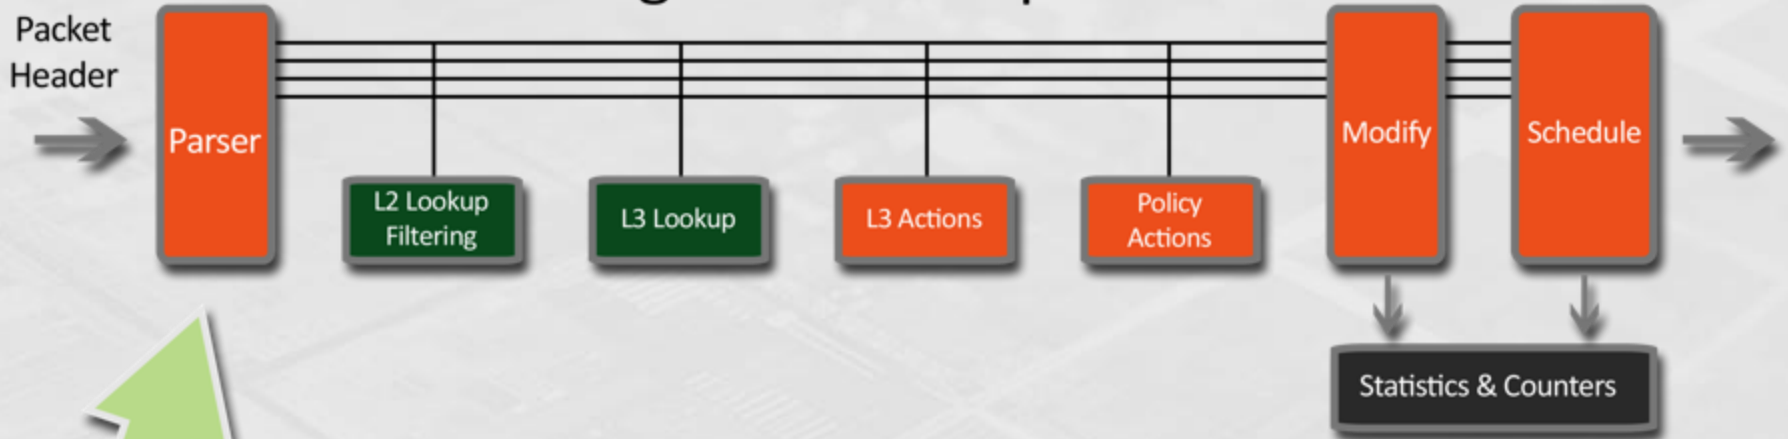 Packet
Header
Parser
L2 Lookup
Filtering
L3 Lookup
L3 Actions
Policy
Actions
Modify
Schedule
Statistics & Counters